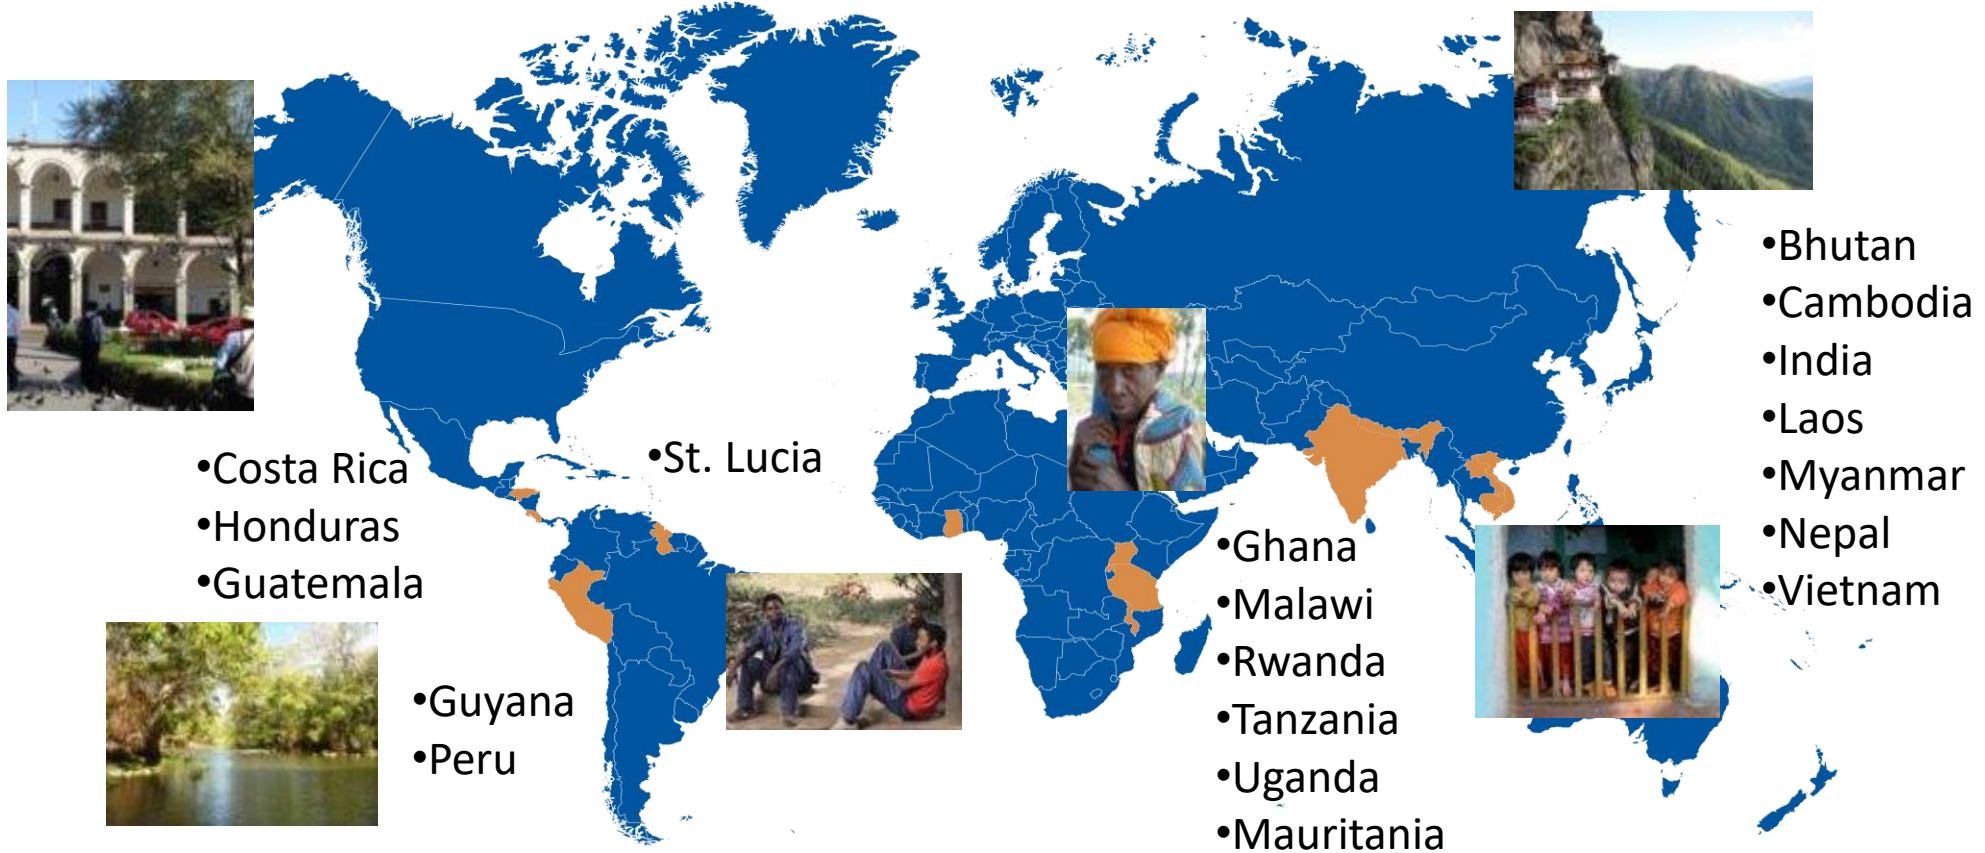 •Costa Rica
•Honduras
•Guatemala
•St. Lucia
•Guyana
•Peru
•Ghana
•Malawi
•Rwanda
•Tanzania
•Uganda
•Mauritania
•Bhutan
•Cambodia
•India
•Laos
•Myanmar
•Nepal
•Vietnam